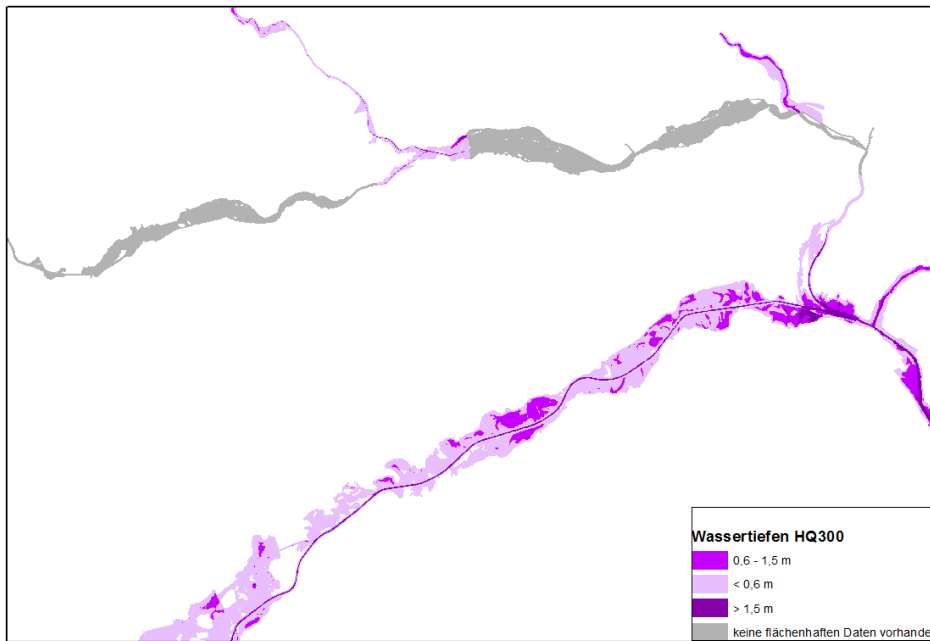 Wassertiefen HQ300
0,6 - 1,5 m
< 0,6 m
> 1,5 m
keine flächenhaften Daten vorhande